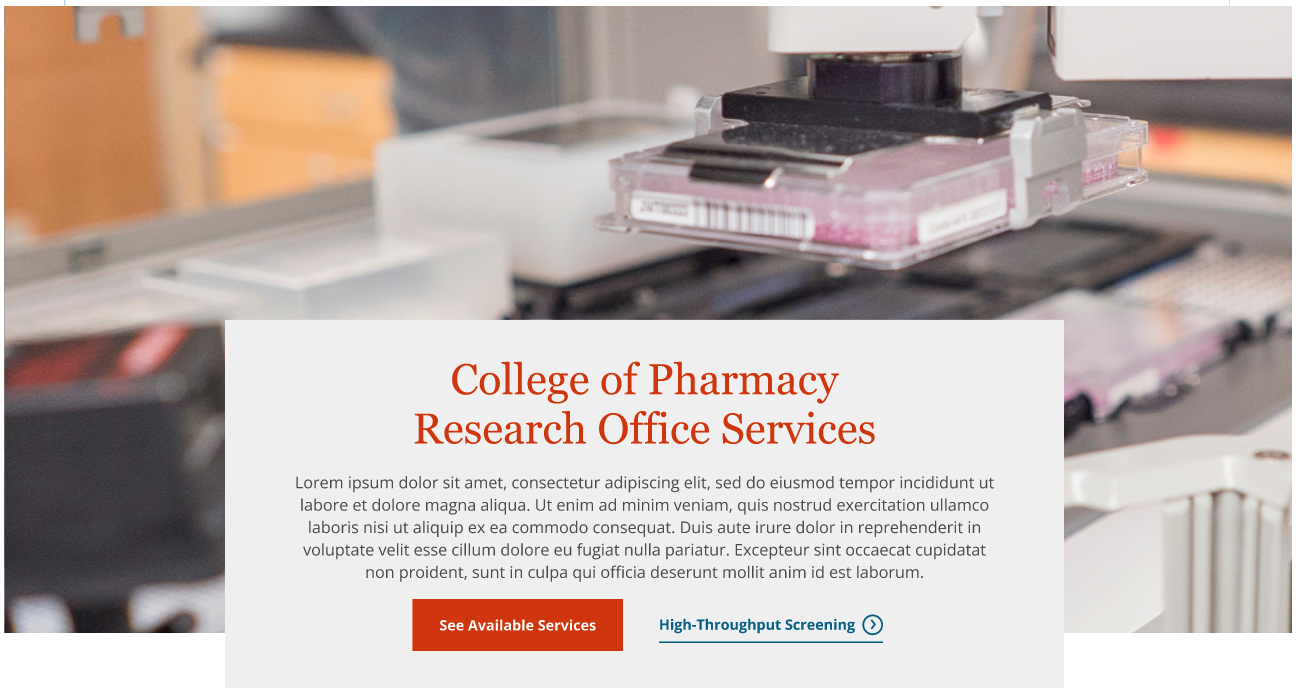 College of Pharmacy
Research Office Services
Lorem ipsum dolor sit amet, consectetur adipiscing elit, sed do eiusmod tempor incididunt ut
labore et dolore magna aliqua. Ut enim ad minim veniam, quis nostrud exercitation ullamco
laboris nisi ut aliquip ex ea commodo consequat. Duis aute irure dolor in reprehenderit in
voluptate velit esse cillum dolore eu fugiat nulla pariatur. Excepteur sint occaecat cupidatat
non proident, sunt in culpa qui officia deserunt mollit anim id est laborum.
See Available Services
High-Throughput Screening